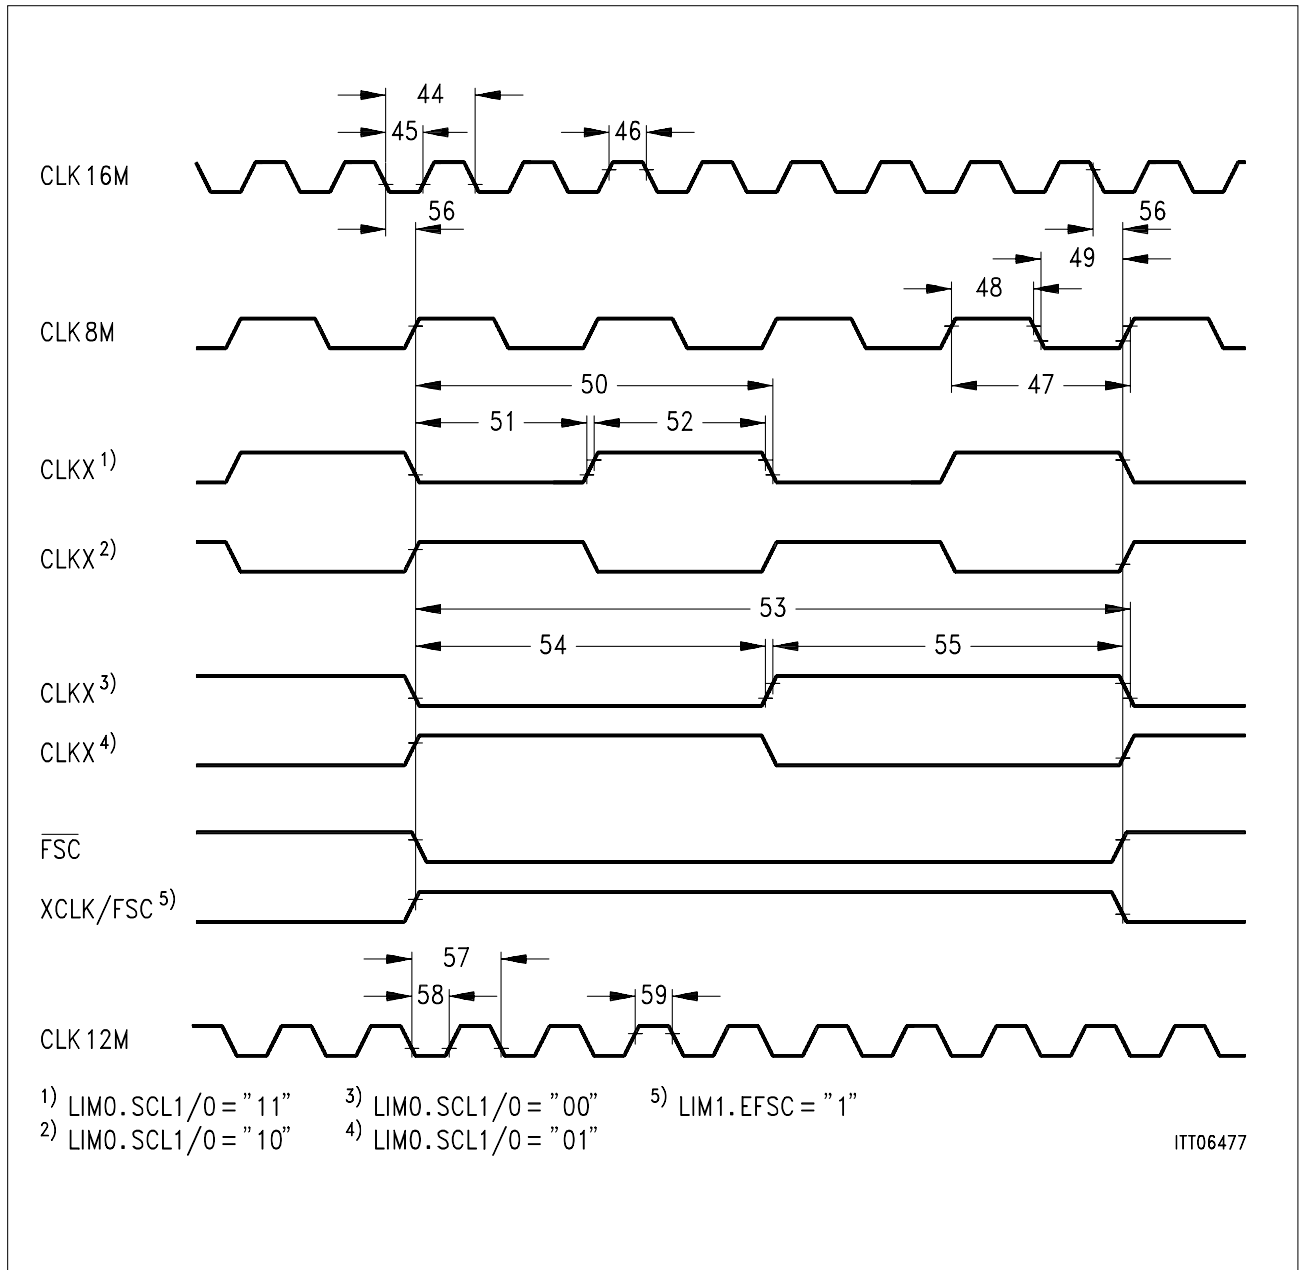 44
45
46
CLK16M
56
56
49
48
CLK8M
50
47
51
52
CLKX 1)
CLKX 2)
53
54
55
CLKX 3)
CLKX 4)
FSC
XCLK/FSC 5)
57
58
59
CLK12M
1) LIM0.SCL1/0="11" 3) LIM0.SCL1/0="00" 5) LIM1.EFSC="1"
2) LIM0.SCL1/0="10" 4) LIM0.SCL1/0="01"
ITT06477